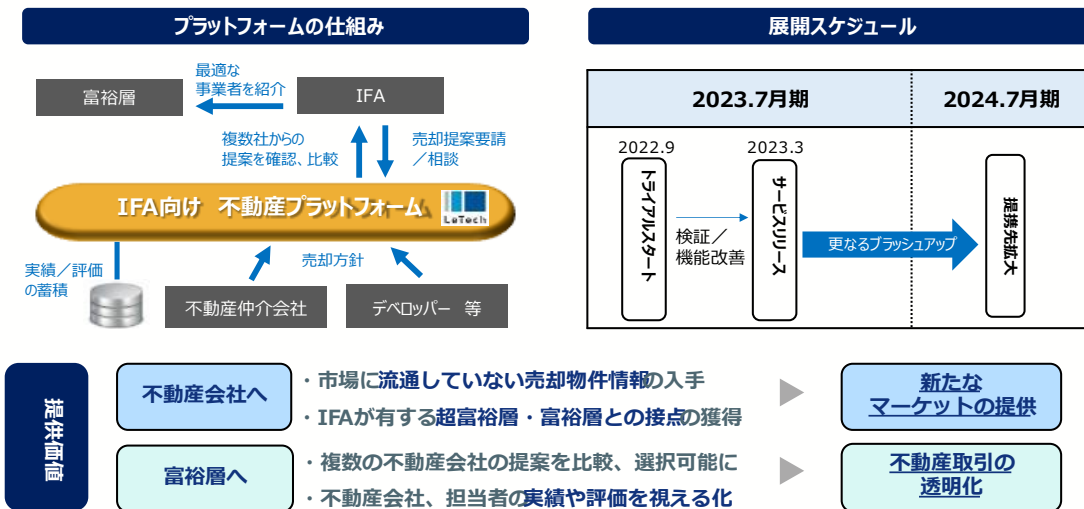 プラットフォームの仕組み
富裕層
最適な
事業者を紹介
IFA
複数社からの
提案を確認、比較
売却提案要請
／相談
IFA向け 不動産プラットフォーム
LeTech
実績／評価
の蓄積
売却方針
不動産仲介会社
デベロッパー 等
展開スケジュール
2023.7月期
2024.7月期
2022.9
2023.3
トライアルスタート
検証／
機能改善
サービスリリース
更なるブラッシュアップ
提携先拡大
提供価値
不動産会社へ
・市場に流通していない売却物件情報の入手
・IFAが有する超富裕層・富裕層との接点の獲得
新たな
マーケットの提供
富裕層へ
・複数の不動産会社の提案を比較、選択可能に
・不動産会社、担当者の実績や評価を視える化
不動産取引の
透明化